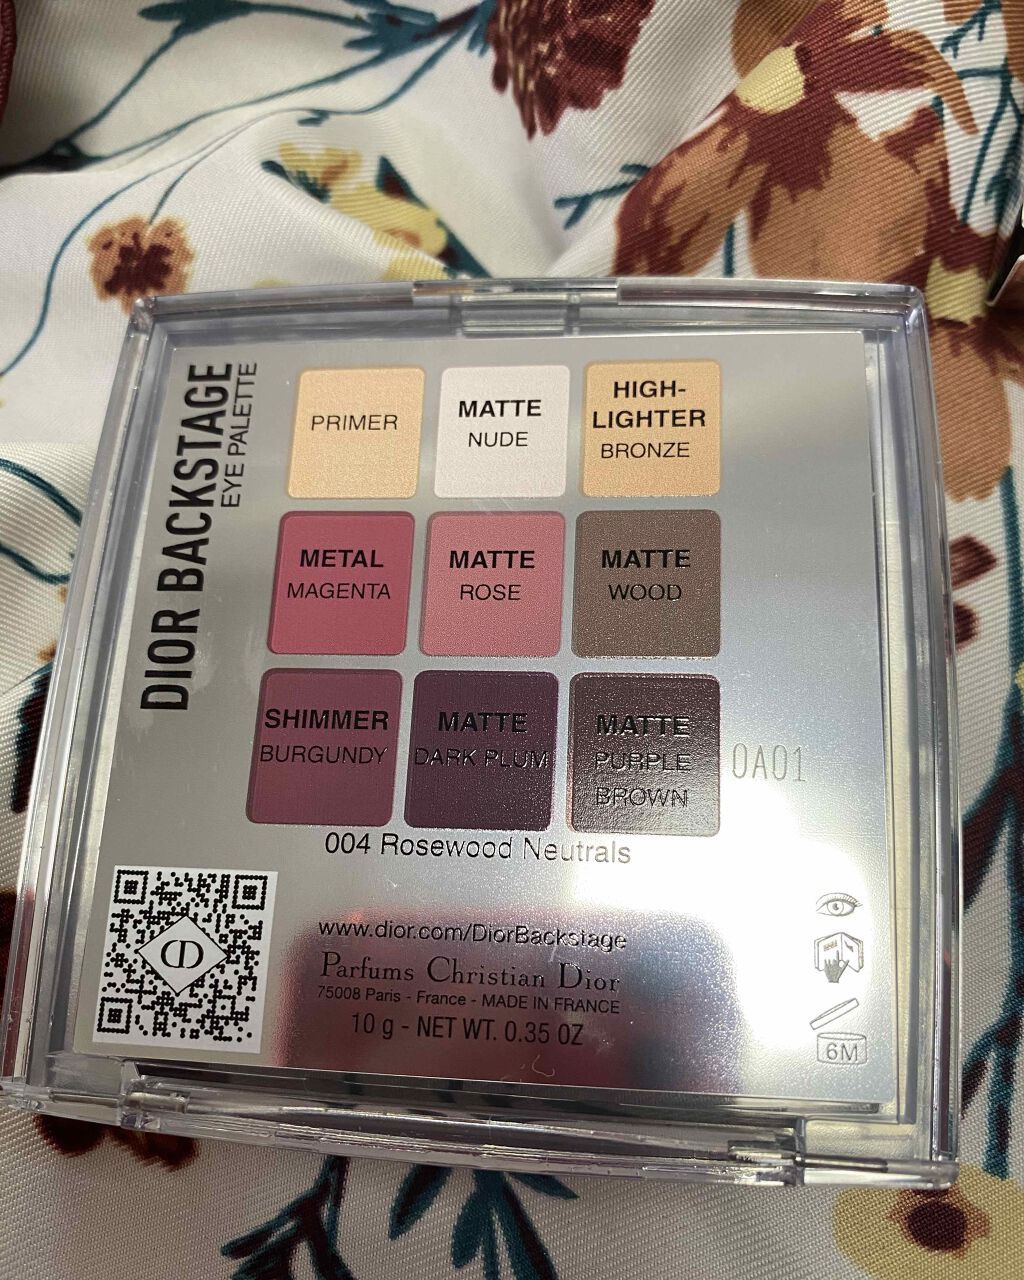 DIOR BACKSTAGE
EYE PALETTE
PRIMER
MATTE
NUDE
HIGH-
LIGHTER
BRONZE
METAL
MAGENTA
MATTE
ROSE
MATTE
WOOD
SHIMMER
BURGUNDY
MATTE
DARK PLUM
MATTE
PURPLE
BROWN
0A01
004 Rosewood Neutrals
www.dior.com/DiorBackstage
Parfums Christian Dior
75008 Paris - France - MADE IN FRANCE
10 g - NET WT. 0.35 OZ
CD
6M